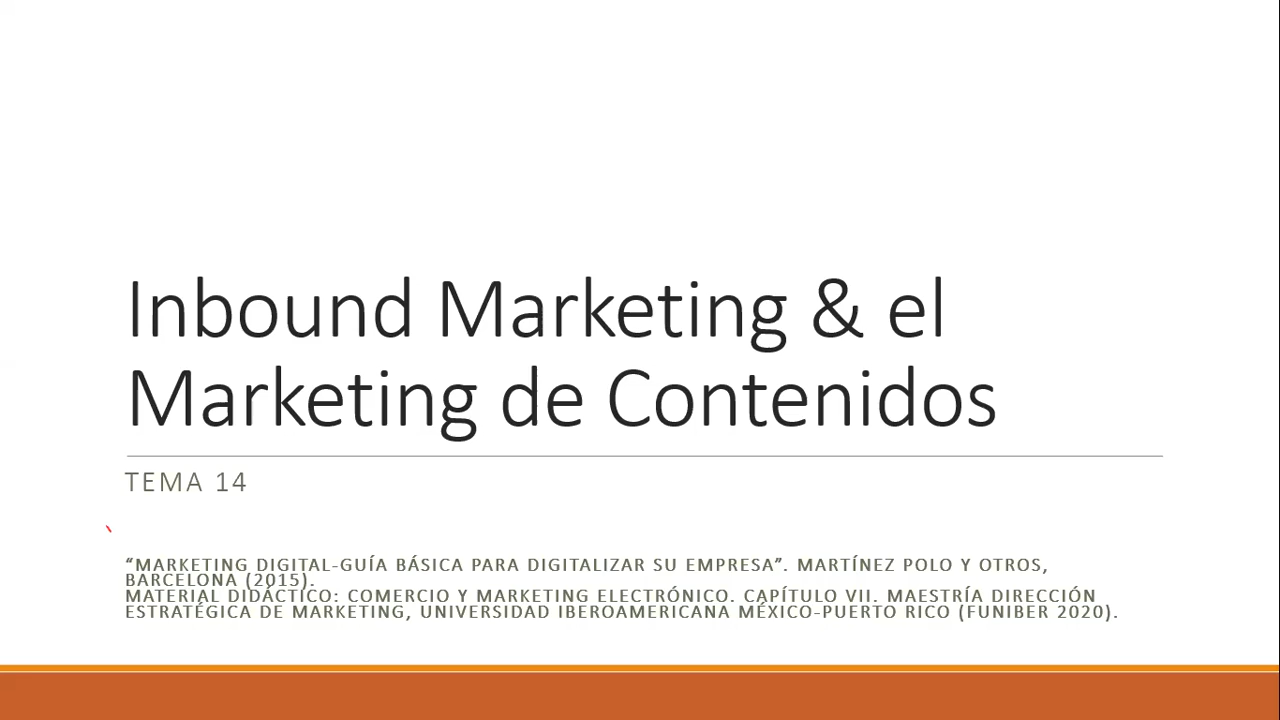 Inbound Marketing & el
Marketing de Contenidos
TEMA 14
“MARKETING DIGITAL-GUÍA BÁSICA PARA DIGITALIZAR SU EMPRESA”. MARTÍNEZ POLO Y OTROS,
BARCELONA (2015).
MATERIAL DIDÁCTICO: COMERCIO Y MARKETING ELECTRÓNICO. CAPÍTULO VII. MAESTRÍA DIRECCIÓN
ESTRATÉGICA DE MARKETING, UNIVERSIDAD IBEROAMERICANA MÉXICO-PUERTO RICO (FUNIBER 2020).